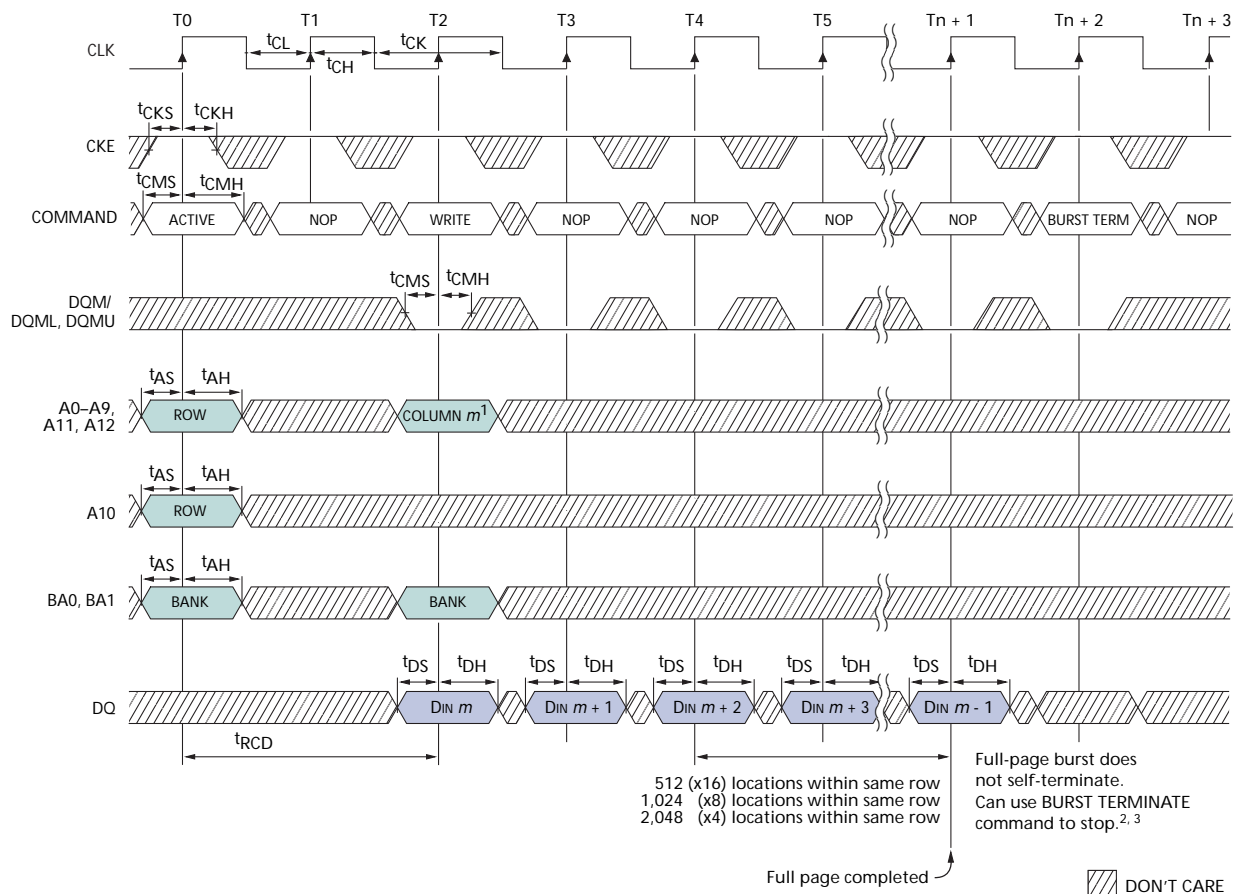 T0 T1 T2 T3 T4 T5 Tn + 1 Tn + 2 Tn + 3
CLK
tCL tCK
tCH
tCKS tCKH
CKE
tCMS tCMH
COMMAND ACTIVE NOP WRITE NOP NOP NOP NOP BURST TERM NOP
tCMS tCMH
DQM/
DQML, DQMU
tAS tAH
A0–A9,
A11, A12
ROW COLUMN m1
tAS tAH
A10 ROW
tAS tAH
BA0, BA1 BANK BANK
tDS tDH tDS tDH tDS tDH tDS tDH tDS tDH
DQ DIN m DIN m + 1 DIN m + 2 DIN m + 3 DIN m - 1
tRCD
512 (x16) locations within same row
1,024 (x8) locations within same row
2,048 (x4) locations within same row
Full-page burst does
not self-terminate.
Can use BURST TERMINATE
command to stop.2, 3
Full page completed
DON'T CARE